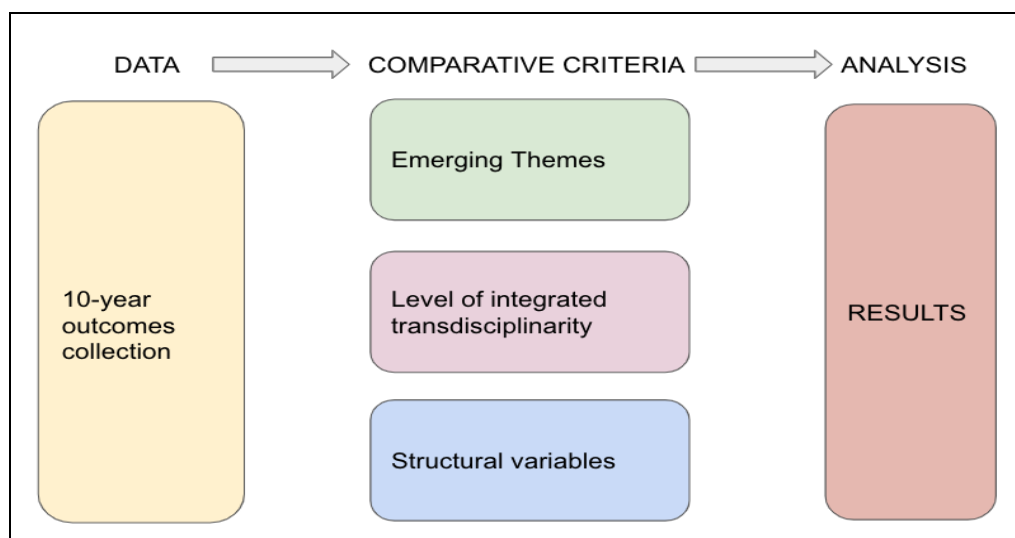 DATA
COMPARATIVE CRITERIA
ANALYSIS
10-year
outcomes
collection
Emerging Themes
Level of integrated
transdisciplinarity
Structural variables
RESULTS